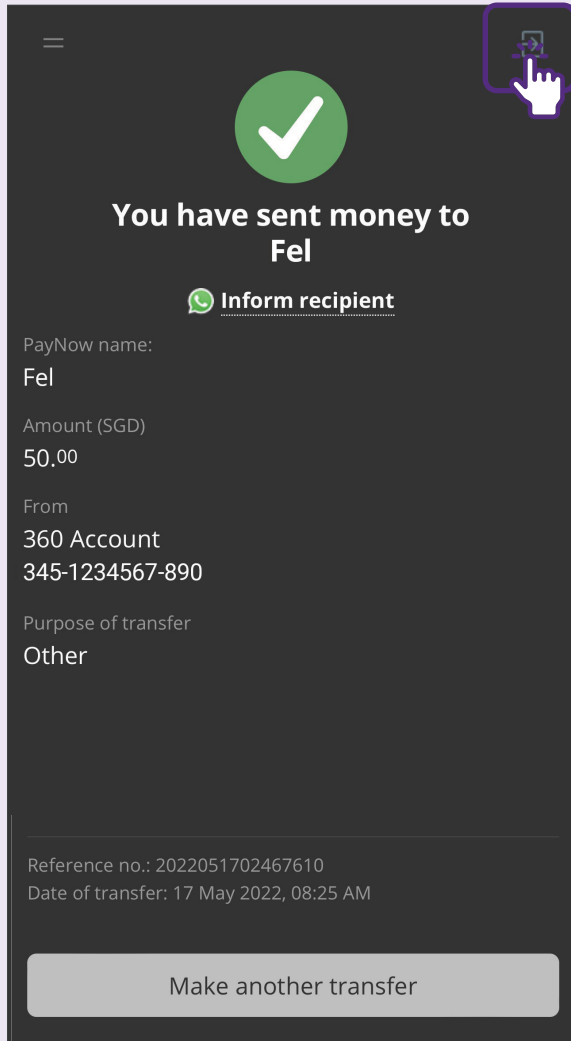 You have sent money to
Fel
Inform recipient
PayNow name:
Fel
Amount (SGD)
50.00
From
360 Account
345-1234567-890
Purpose of transfer
Other
Reference no.: 2022051702467610
Date of transfer: 17 May 2022, 08:25 AM
Make another transfer